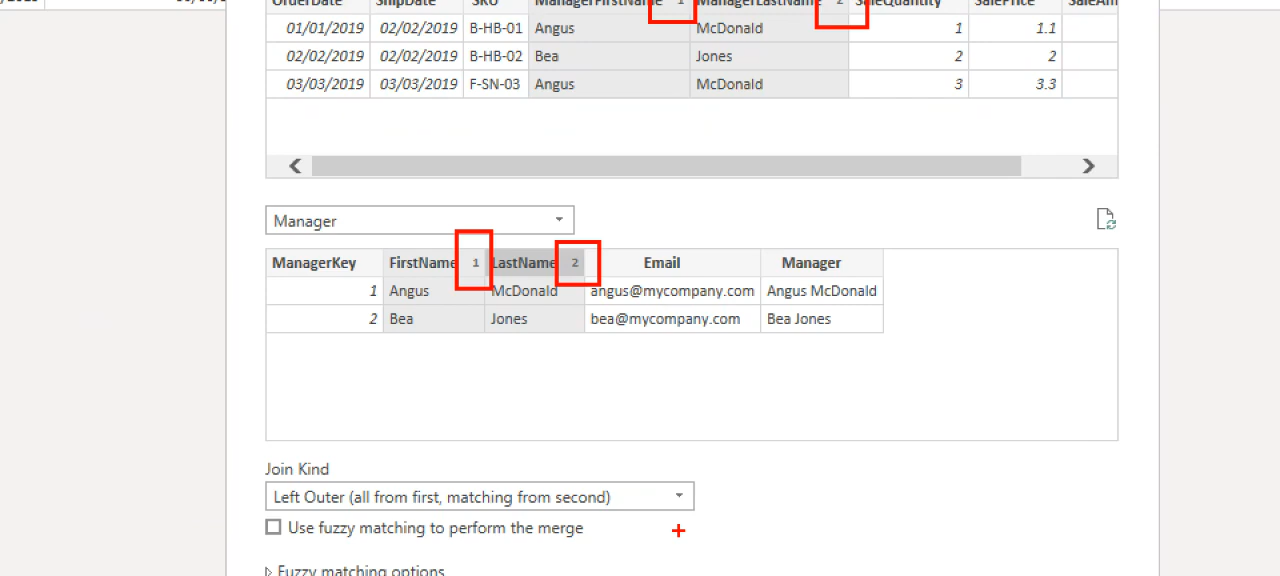 OrderDate ShipDate SKU ManagerFirstName 1 ManagerLastName 2 SaleQuantity SalePrice SaleAm
01/01/2019 02/02/2019 B-HB-01 Angus McDonald 1 1.1
02/02/2019 02/02/2019 B-HB-02 Bea Jones 2 2
03/03/2019 03/03/2019 F-SN-03 Angus McDonald 3 3.3
Manager
ManagerKey FirstName 1 LastName 2 Email Manager
1 Angus McDonald angus@mycompany.com Angus McDonald
2 Bea Jones bea@mycompany.com Bea Jones
Join Kind
Left Outer (all from first, matching from second)
Use fuzzy matching to perform the merge
Fuzzy matching options